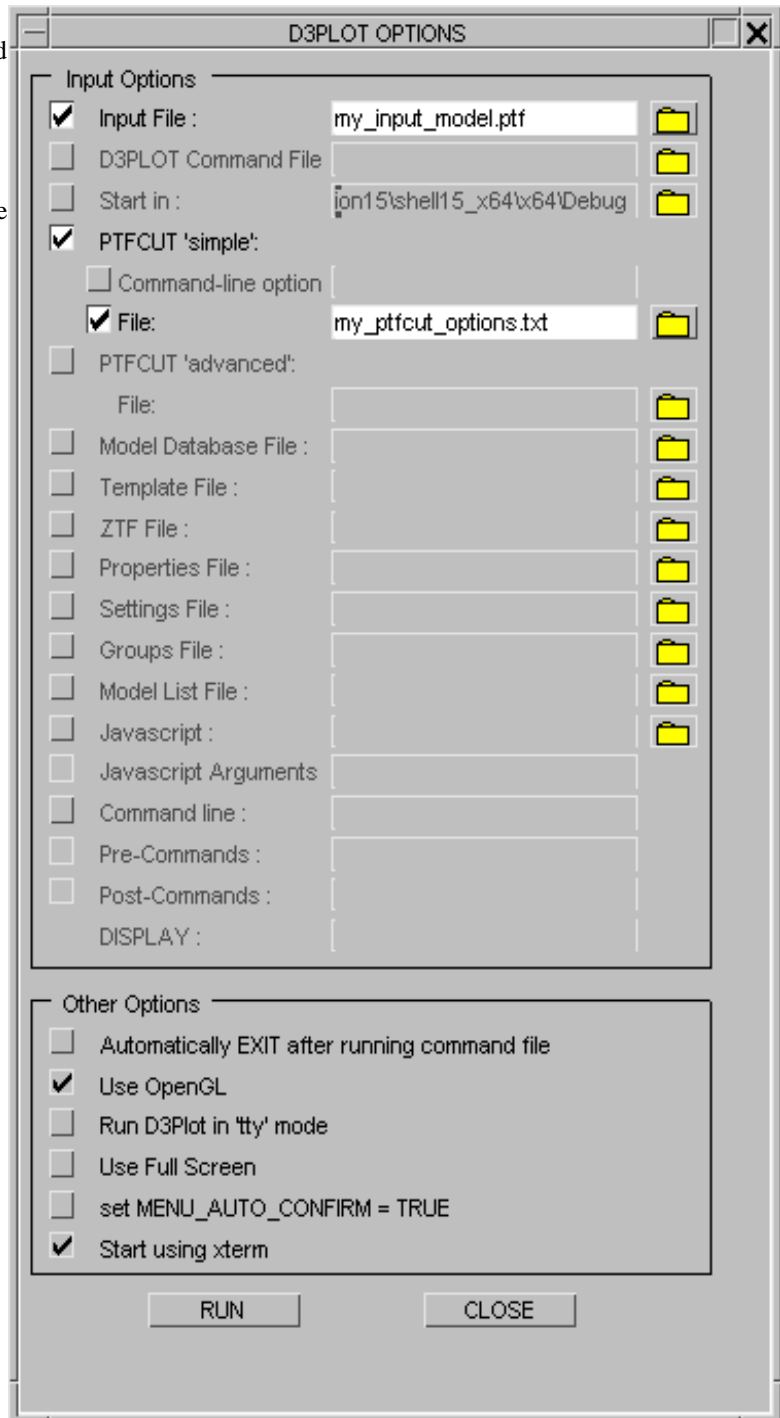 D3PLOT OPTIONS
d
Input Options
Input File : my_input_model.ptf
D3PLOT Command File
Start in : ion15\shell15_x64\x64\Debug
e
PTFCUT 'simple':
Command-line option
File: my_ptfcut_options.txt
PTFCUT 'advanced':
File:
Model Database File :
Template File :
ZTF File :
Properties File :
Settings File :
Groups File :
Model List File :
Javascript :
Javascript Arguments
Command line :
Pre-Commands :
Post-Commands :
DISPLAY :
Other Options
Automatically EXIT after running command file
Use OpenGL
Run D3Plot in 'tty' mode
Use Full Screen
set MENU_AUTO_CONFIRM = TRUE
Start using xterm
RUN CLOSE